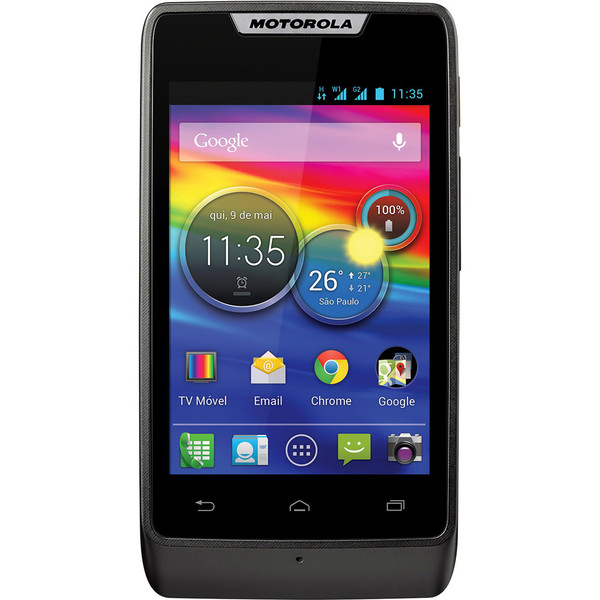 MOTOROLA
H W1 G2 11:35
Google
qui, 9 de mai
11:35
100%
26° 27°
21°
São Paulo
TV Móvel Email Chrome Google
@